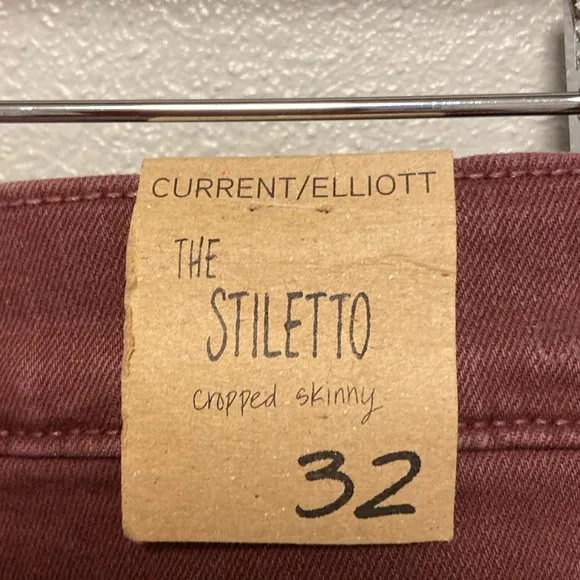 CURRENT/ELLIOTT
THE
STILETTO
cropped skinny
32